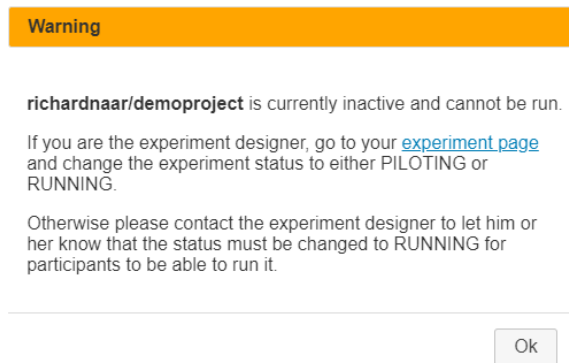 Warning
richardnaar/demoproject is currently inactive and cannot be run.
If you are the experiment designer, go to your experiment page
and change the experiment status to either PILOTING or
RUNNING.
Otherwise please contact the experiment designer to let him or
her know that the status must be changed to RUNNING for
participants to be able to run it.
Ok